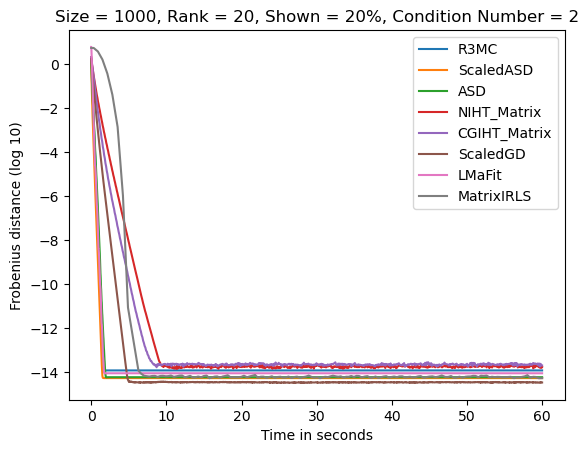 Size = 1000, Rank = 20, Shown = 20%, Condition Number = 2
R3MC
ScaledASD
ASD
NIHT_Matrix
CGIHT_Matrix
ScaledGD
LMaFit
MatrixIRLS
Frobenius distance (log 10)
0
−2
−4
−6
−8
−10
−12
−14
0
10
20
30
40
50
60
Time in seconds